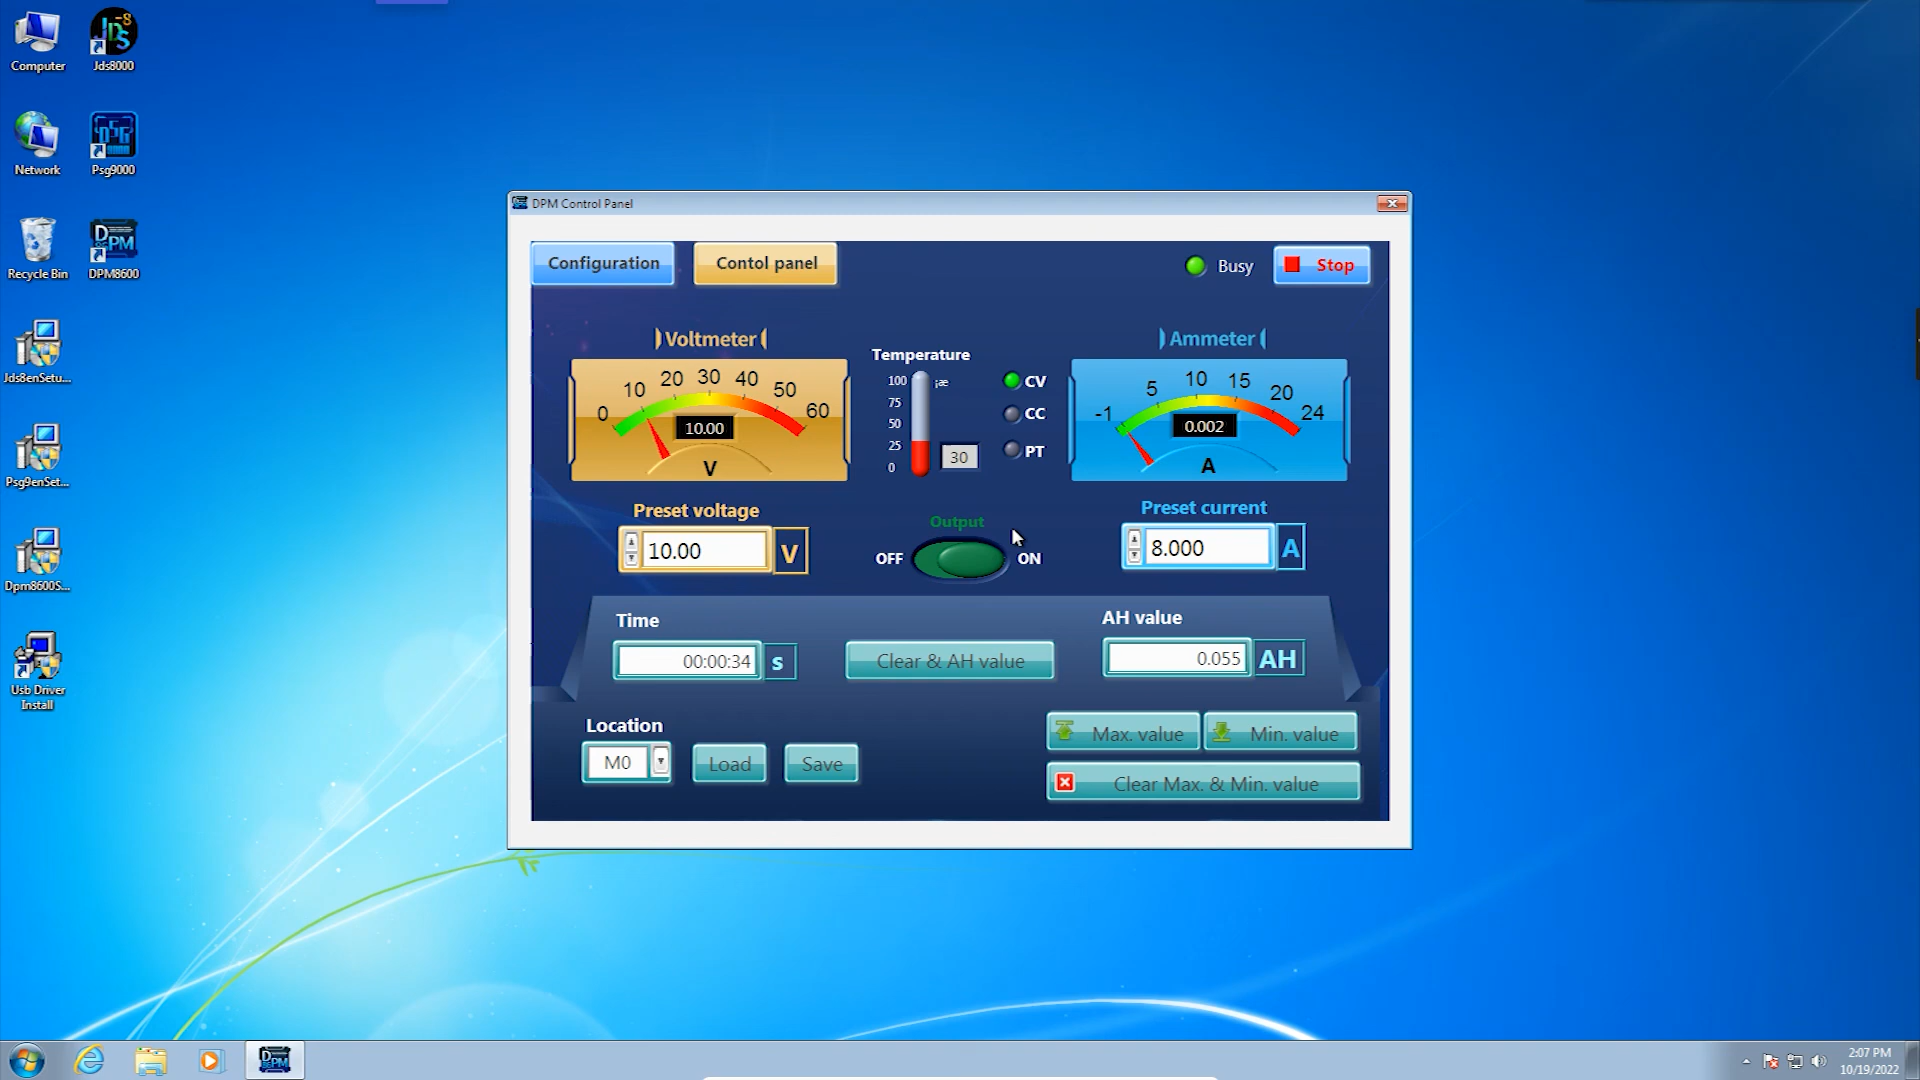 Computer
Jds8000
Network
Psg9000
Recycle Bin
DPM8600
Jds8enSetu...
Psg9enSet...
Dpm8600S...
Usb Driver
Install
DPM Control Panel
Configuration
Contol panel
Busy
Stop
Voltmeter
0 10 20 30 40 50 60
10.00
V
Temperature
100
75
50
25
0
¡æ
30
CV
CC
PT
Ammeter
-1 5 10 15 20 24
0.002
A
Preset voltage
10.00 V
Output
OFF ON
Preset current
8.000 A
Time
00:00:34 s
Clear & AH value
AH value
0.055 AH
Location
M0
Load
Save
Max. value
Min. value
Clear Max. & Min. value
2:07 PM
10/19/2022